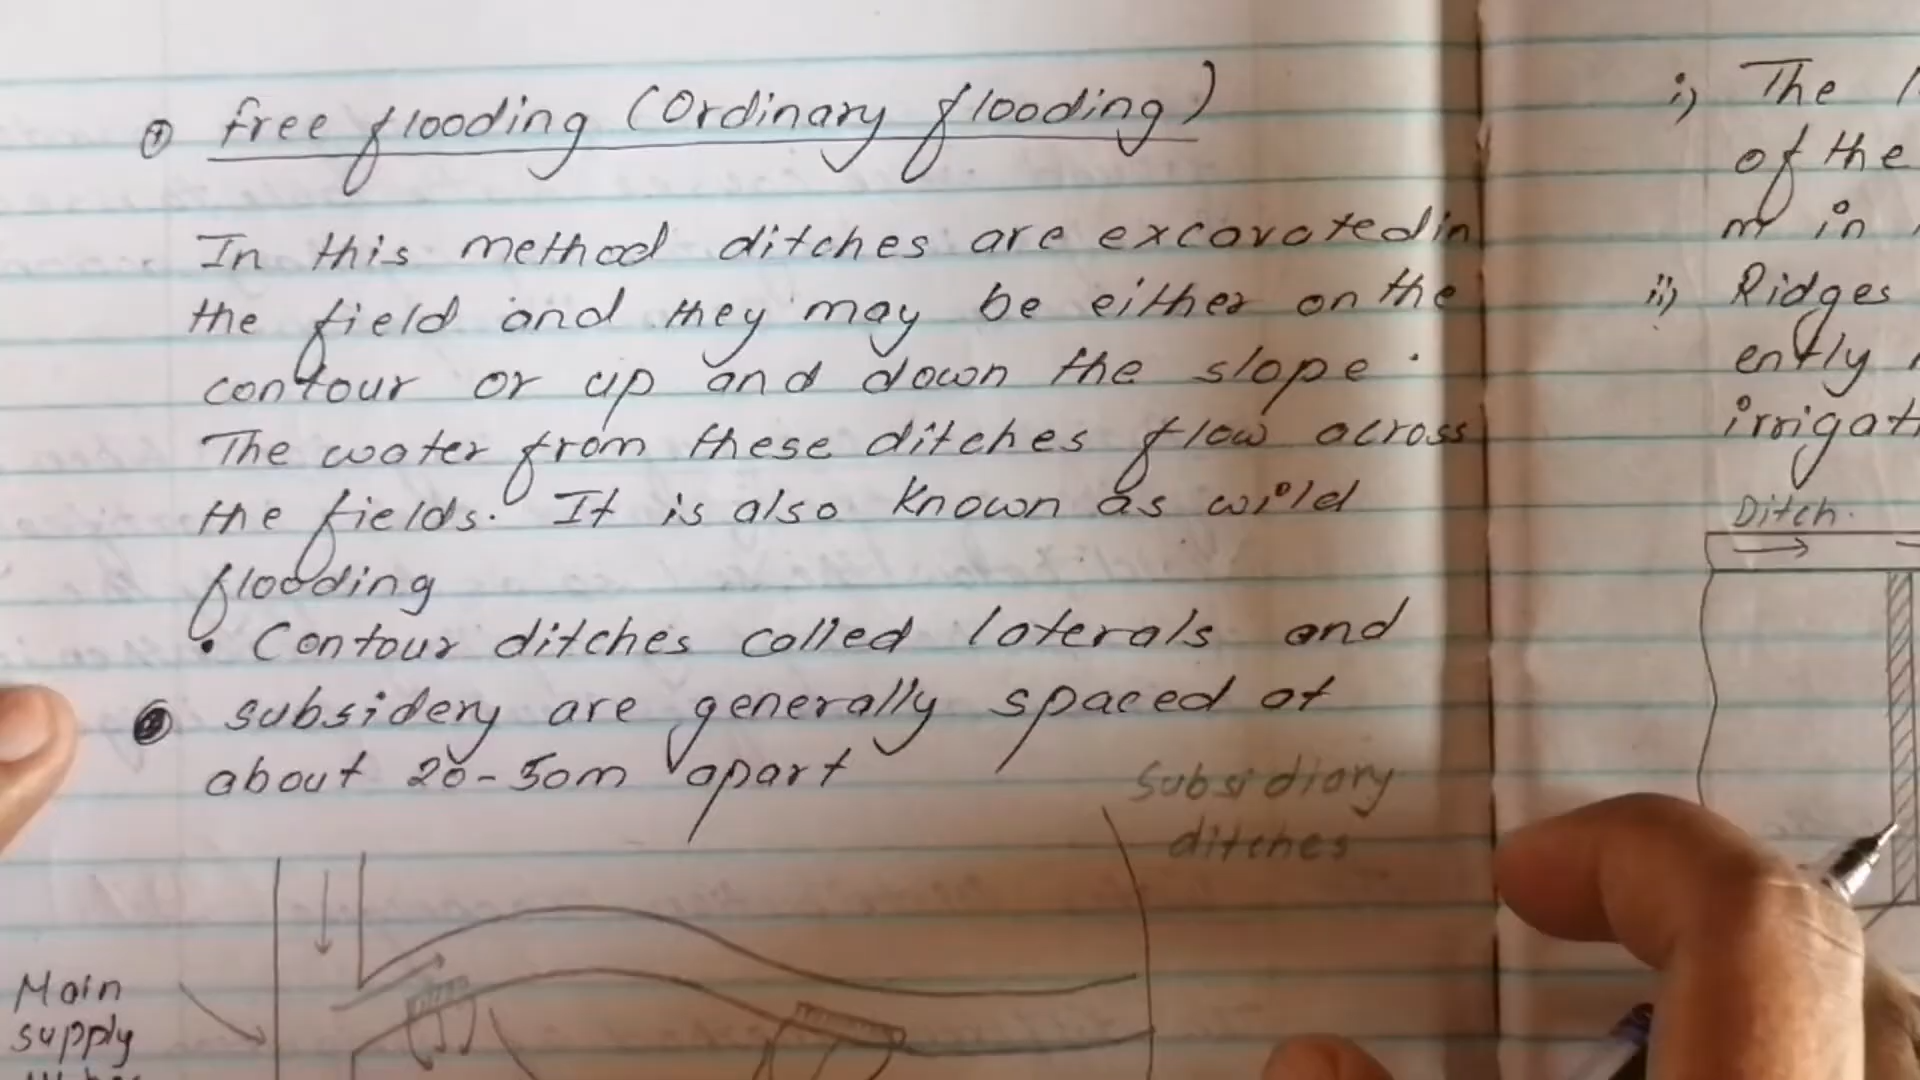 ① free flooding (Ordinary flooding)
In this method ditches are excavated in
the field and they may be either on the
contour or up and down the slope.
The water from these ditches flow across
the fields. It is also known as wild
flooding
• Contour ditches called laterals and
subsidery are generally spaced at
about 20-50m apart
Subsidiary
ditches
Main
supply
i) The
of the
m in
ii) Ridges
ently
irrigat
Ditch.